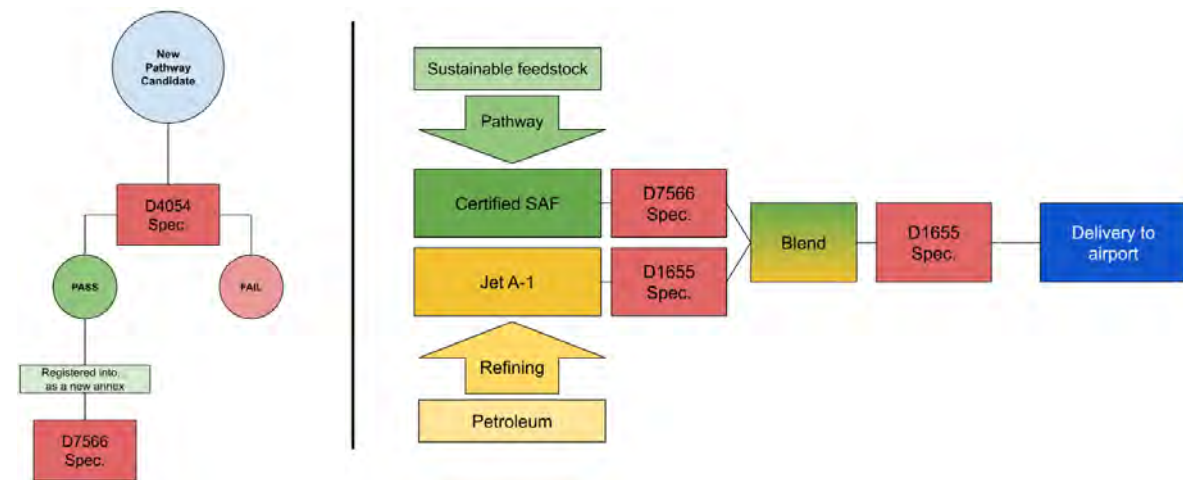 New
Pathway
Candidate
D4054
Spec.
PASS
FAIL
Registered into...
as a new annex
D7566
Spec.
Sustainable feedstock
Pathway
Certified SAF
D7566
Spec.
Jet A-1
D1655
Spec.
Refining
Petroleum
Blend
D1655
Spec.
Delivery to
airport